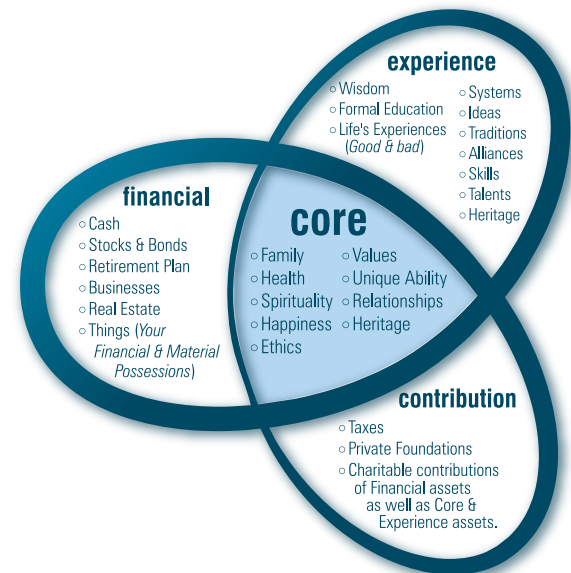 experience
○ Wisdom
○ Formal Education
○ Life's Experiences
(Good & bad)
○ Systems
○ Ideas
○ Traditions
○ Alliances
○ Skills
○ Talents
○ Heritage
financial
○ Cash
○ Stocks & Bonds
○ Retirement Plan
○ Businesses
○ Real Estate
○ Things (Your
Financial & Material
Possessions)
core
○ Family
○ Health
○ Spirituality
○ Happiness
○ Ethics
○ Values
○ Unique Ability
○ Relationships
○ Heritage
contribution
○ Taxes
○ Private Foundations
○ Charitable contributions
of Financial assets
as well as Core &
Experience assets.